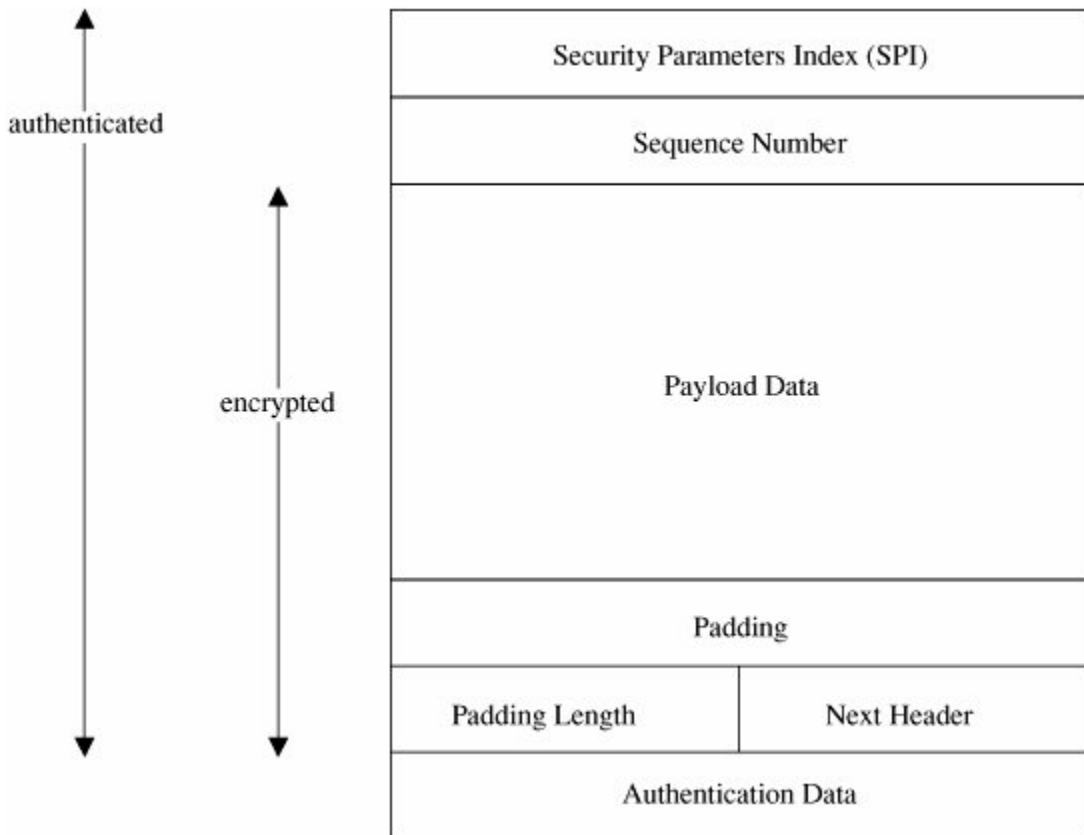 Security Parameters Index (SPI)
authenticated
Sequence Number
Payload Data
encrypted
Padding
Padding Length
Next Header
Authentication Data